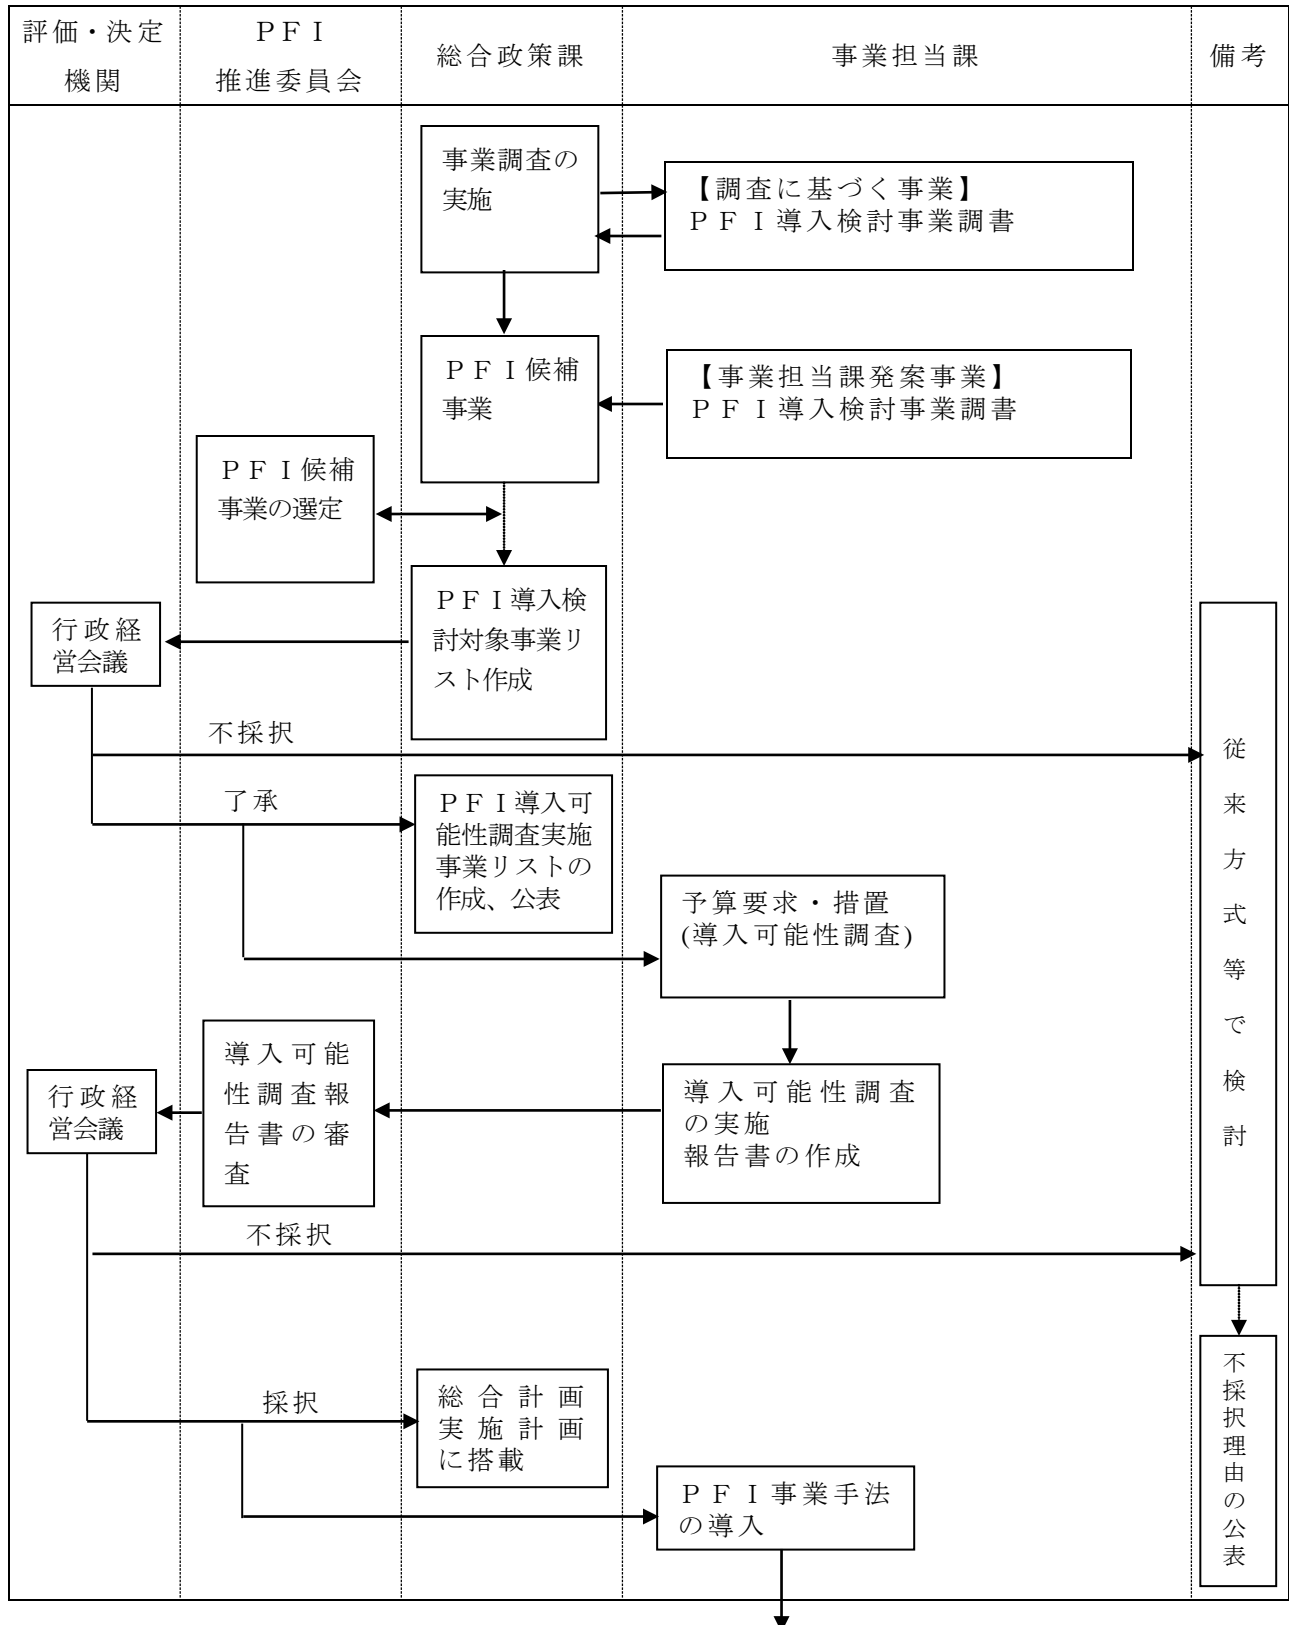 評価・決定
機関
ＰＦＩ
推進委員会
総合政策課
事業担当課
備考
事業調査の
実施
【調査に基づく事業】
ＰＦＩ導入検討事業調書
ＰＦＩ候補
事業
【事業担当課発案事業】
ＰＦＩ導入検討事業調書
ＰＦＩ候補
事業の選定
ＰＦＩ導入検
討対象事業リ
スト作成
行政経
営会議
不採択
了承
ＰＦＩ導入可
能性調査実施
事業リストの
作成、公表
予算要求・措置
(導入可能性調査)
導入可能性調査
の実施
報告書の作成
導入可能
性調査報
告書の審
査
行政経
営会議
不採択
従来方式等で検討
採択
総合計画
実施計画
に搭載
ＰＦＩ事業手法
の導入
不採択理由の公表